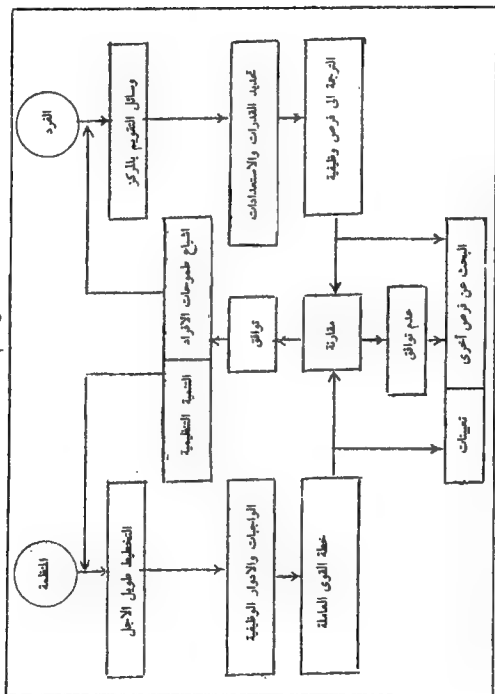 الفرد
وسائل التقويم بالمركز
تحديد القدرات والاستعدادات
الترجمة الى فرص وظيفية
اشباع طموحات الافراد
التنمية التنظيمية
توافق
مقارنة
عدم توافق
البحث عن فرص أخرى
تعيينات
المنظمة
التخطيط طويل الاجل
الواجبات والادوار الوظيفية
خطة القوى العاملة